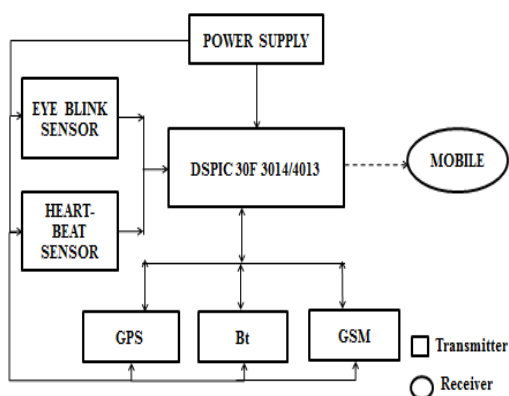 POWER SUPPLY
EYE BLINK
SENSOR
DSPIC 30F 3014/4013
MOBILE
HEART-
BEAT
SENSOR
GPS
Bt
GSM
Transmitter
Receiver